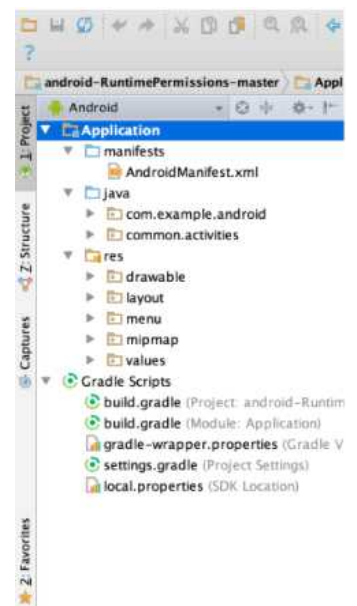 ?
android-RuntimePermissions-master Appl
Android
Application
manifests
AndroidManifest.xml
java
com.example.android
common.activities
res
drawable
layout
menu
mipmap
values
Gradle Scripts
build.gradle (Project: android-Runtim
build.gradle (Module: Application)
gradle-wrapper.properties (Gradle V
settings.gradle (Project Settings)
local.properties (SDK Location)
1: Project
Z: Structure
Captures
2: Favorites